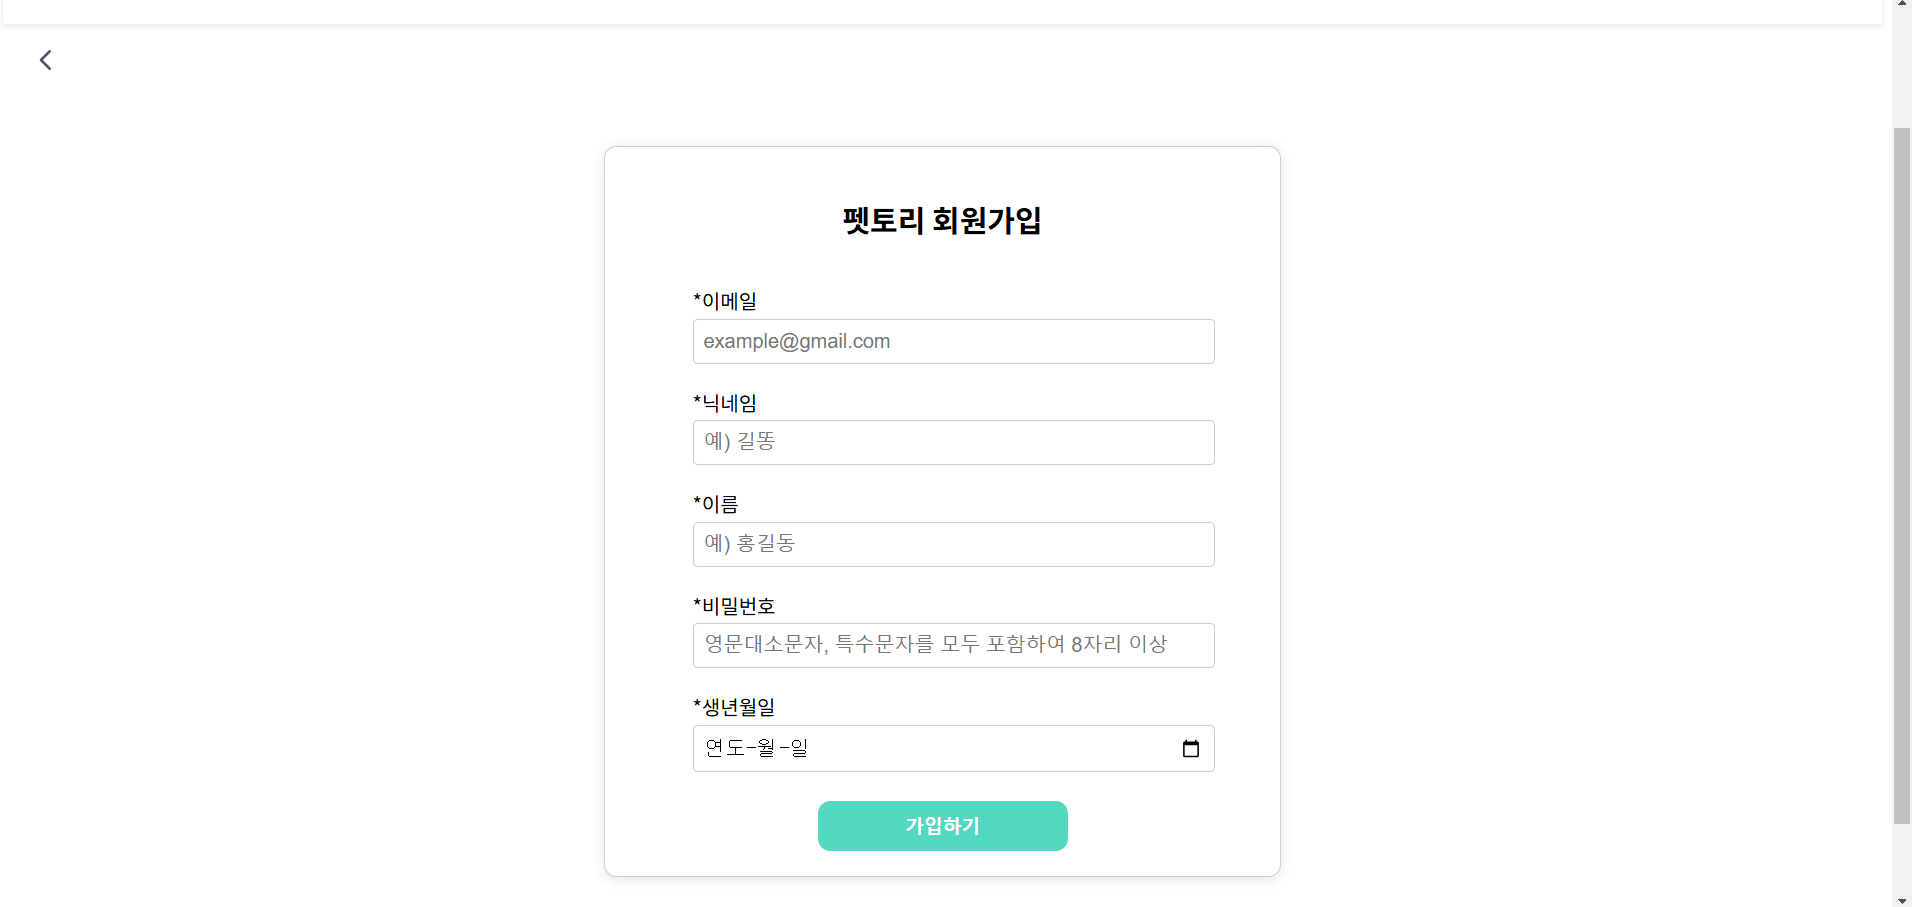 펫토리 회원가입
*이메일
example@gmail.com
*닉네임
예) 길똥
*이름
예) 홍길동
*비밀번호
영문대소문자, 특수문자를 모두 포함하여 8자리 이상
*생년월일
연도-월-일
가입하기